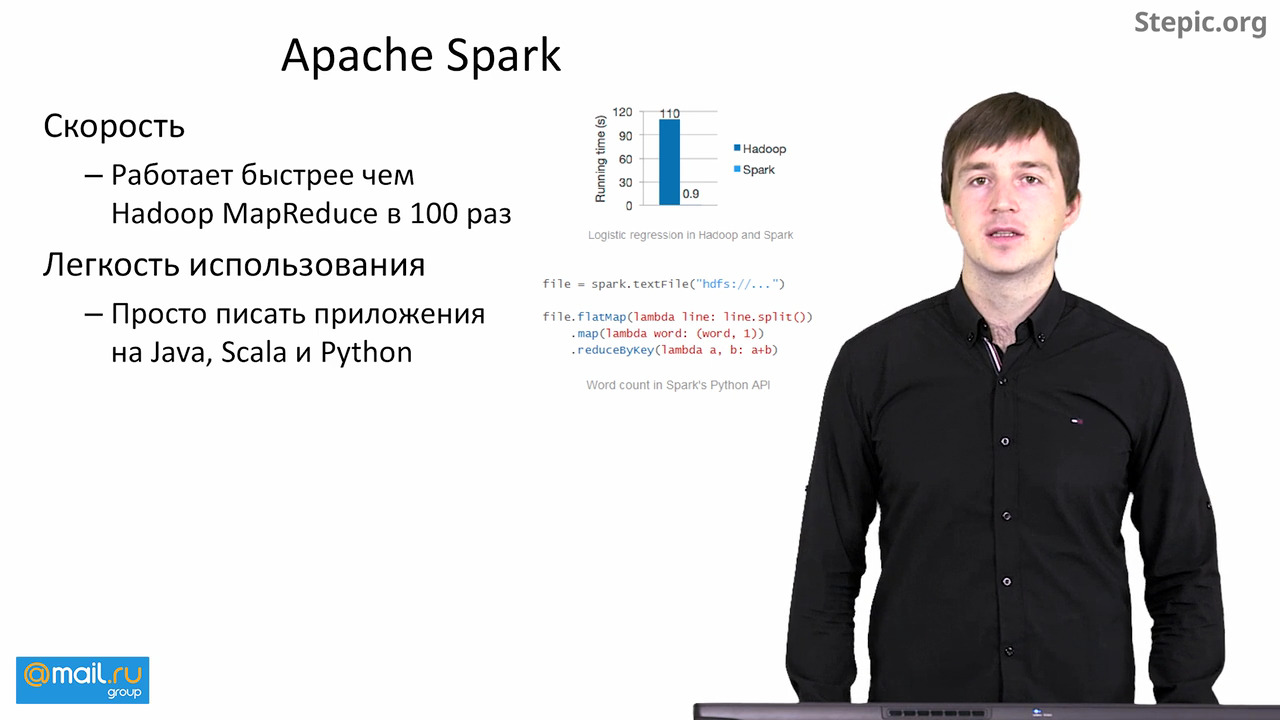 Stepic.org
Apache Spark
Скорость
– Работает быстрее чем
Hadoop MapReduce в 100 раз
Легкость использования
– Просто писать приложения
на Java, Scala и Python
Running time (s)
120
90
60
30
0
110
0.9
Hadoop
Spark
Logistic regression in Hadoop and Spark
file = spark.textFile("hdfs://...")
file.flatMap(lambda line: line.split())
.map(lambda word: (word, 1))
.reduceByKey(lambda a, b: a+b)
Word count in Spark's Python API
@mail.ru
group